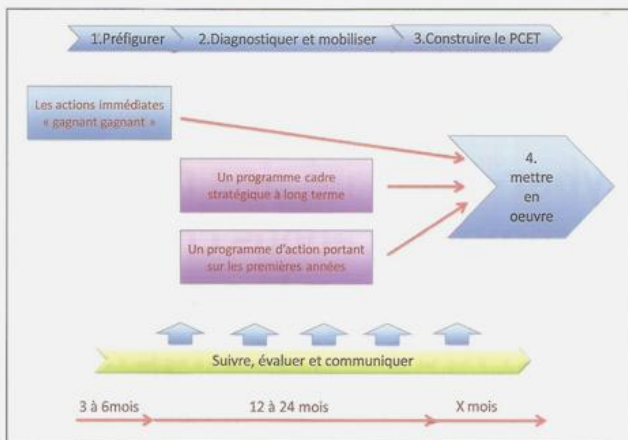 1.Préfigurer
2.Diagnostiquer et mobiliser
3.Construire le PCET
Les actions immédiates
« gagnant gagnant »
Un programme cadre
stratégique à long terme
Un programme d'action portant
sur les premières années
4.
mettre
en
oeuvre
Suivre, évaluer et communiquer
3 à 6mois
12 à 24 mois
X mois